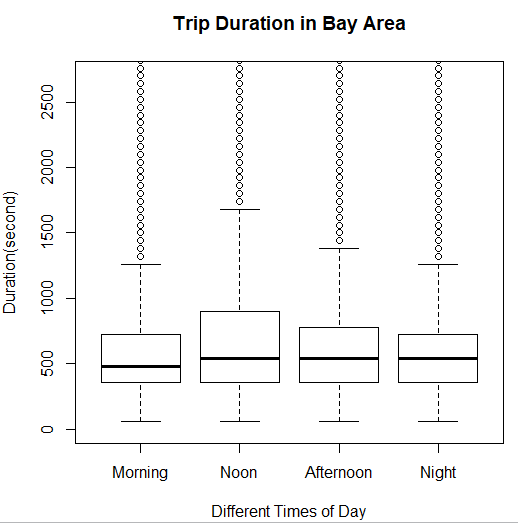 Trip Duration in Bay Area
Duration(second)
2500
2000
1500
1000
500
0
Morning Noon Afternoon Night
Different Times of Day